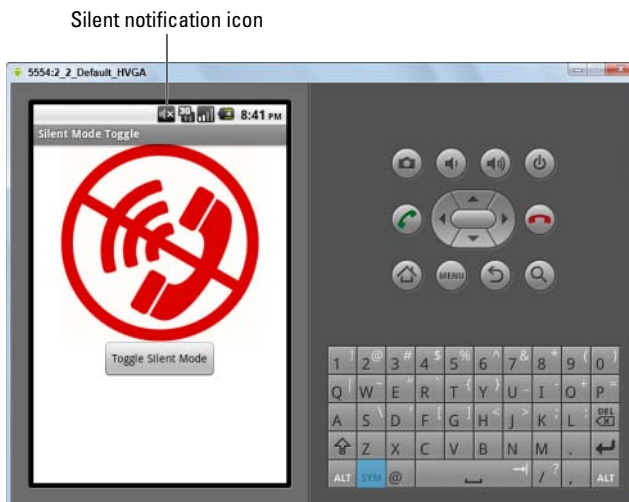 Silent notification icon
5554:2_2_Default_HVGA
3G
8:41 PM
Silent Mode Toggle
Toggle Silent Mode
MENU
1 ! 2 @ 3 # 4 $ 5 % 6 ^ 7 & 8 * 9 ( 0 )
Q | W ~ E " R ` T { Y } U - I - O + P =
A S \ D ' F [ G ] H < J > K ; L : DEL
Z X C V B N M .
ALT SYM @ / ? , ALT